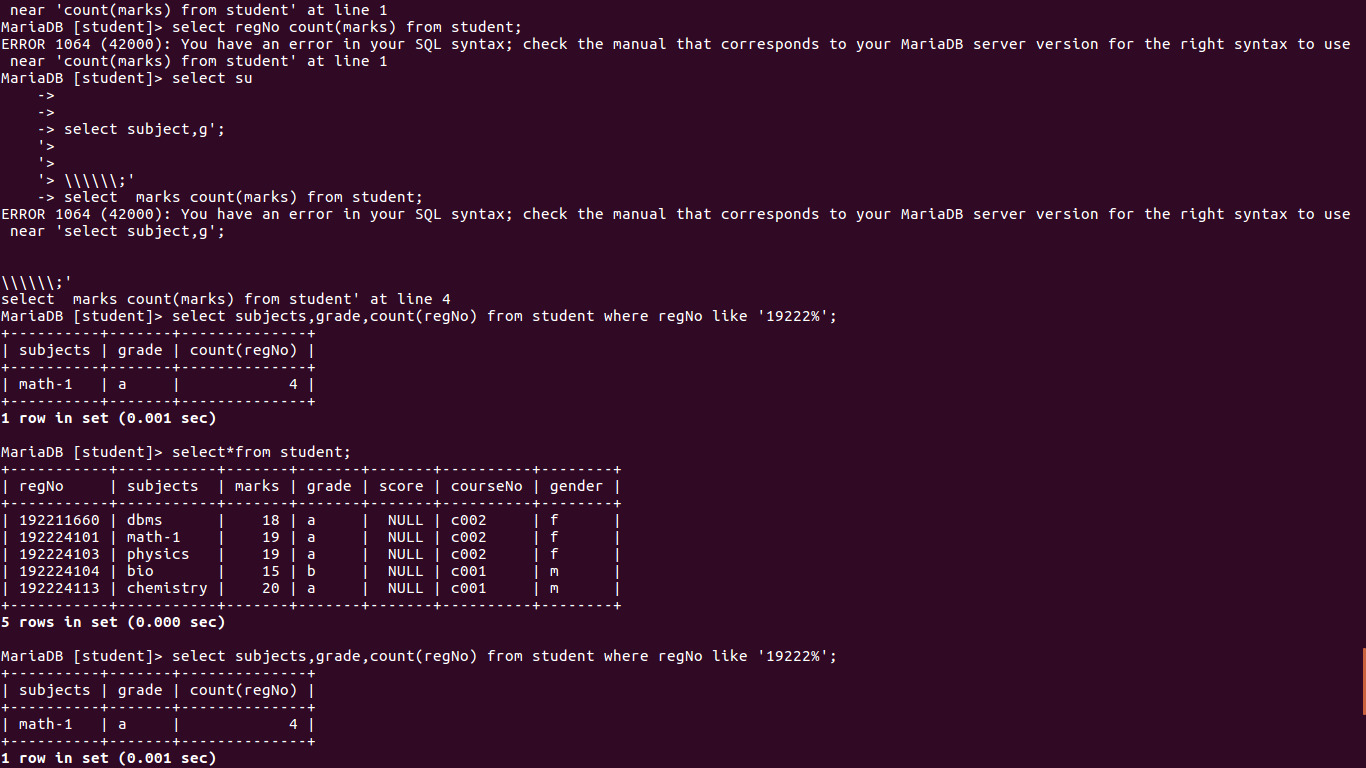 near 'count(marks) from student' at line 1
MariaDB [student]> select regNo count(marks) from student;
ERROR 1064 (42000): You have an error in your SQL syntax; check the manual that corresponds to your MariaDB server version for the right syntax to use
 near 'count(marks) from student' at line 1
MariaDB [student]> select su
    ->
    ->
    -> select subject,g';
    '>
    '>
    '> \\\\\\;'
    -> select  marks count(marks) from student;
ERROR 1064 (42000): You have an error in your SQL syntax; check the manual that corresponds to your MariaDB server version for the right syntax to use
 near 'select subject,g';


\\\\\\;'
select  marks count(marks) from student' at line 4
MariaDB [student]> select subjects,grade,count(regNo) from student where regNo like '19222%';
+----------+-------+--------------+
| subjects | grade | count(regNo) |
+----------+-------+--------------+
| math-1   | a     |            4 |
+----------+-------+--------------+
1 row in set (0.001 sec)

MariaDB [student]> select*from student;
+-----------+-----------+-------+-------+-------+----------+--------+
| regNo     | subjects  | marks | grade | score | courseNo | gender |
+-----------+-----------+-------+-------+-------+----------+--------+
| 192211660 | dbms      |    18 | a     |  NULL | c002     | f      |
| 192224101 | math-1    |    19 | a     |  NULL | c002     | f      |
| 192224103 | physics   |    19 | a     |  NULL | c002     | f      |
| 192224104 | bio       |    15 | b     |  NULL | c001     | m      |
| 192224113 | chemistry |    20 | a     |  NULL | c001     | m      |
+-----------+-----------+-------+-------+-------+----------+--------+
5 rows in set (0.000 sec)

MariaDB [student]> select subjects,grade,count(regNo) from student where regNo like '19222%';
+----------+-------+--------------+
| subjects | grade | count(regNo) |
+----------+-------+--------------+
| math-1   | a     |            4 |
+----------+-------+--------------+
1 row in set (0.001 sec)